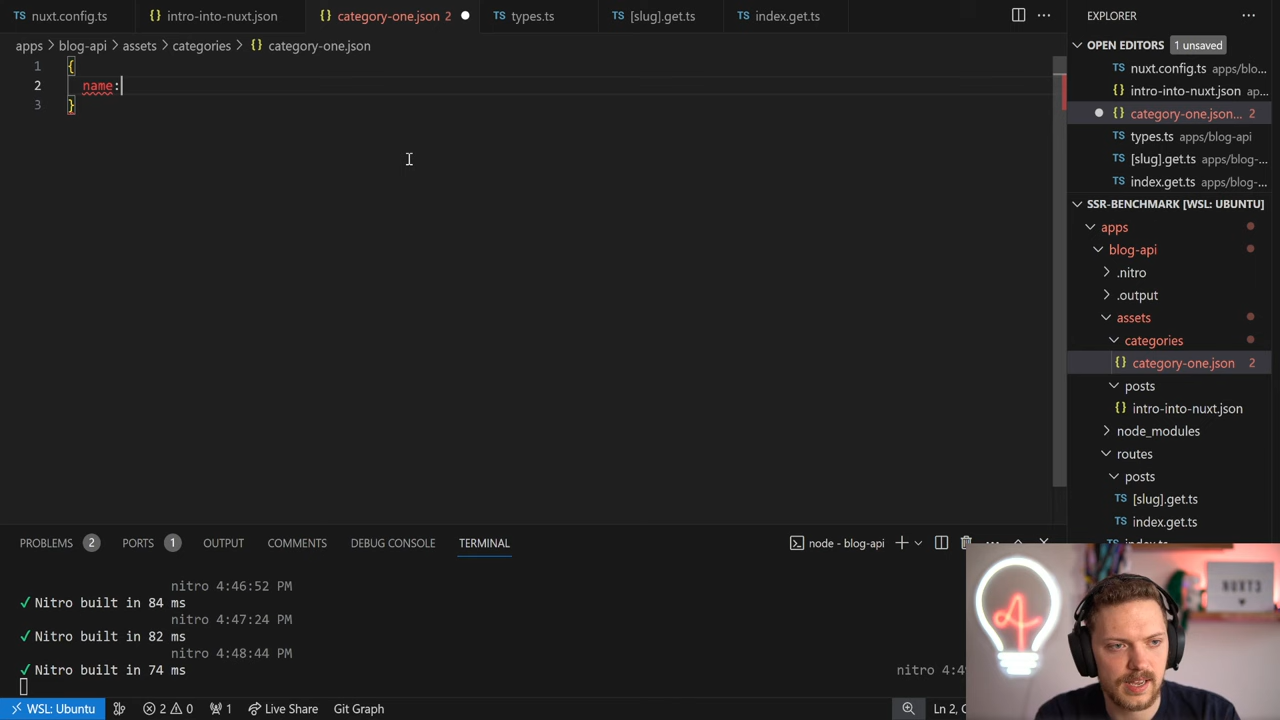 TS nuxt.config.ts
{} intro-into-nuxt.json
{} category-one.json 2
TS types.ts
TS [slug].get.ts
TS index.get.ts
apps > blog-api > assets > categories > {} category-one.json
1 {
2 name:
3 }
EXPLORER
OPEN EDITORS 1 unsaved
TS nuxt.config.ts apps/blo...
{} intro-into-nuxt.json ap...
{} category-one.json... 2
TS types.ts apps/blog-api
TS [slug].get.ts apps/blog-...
TS index.get.ts apps/blog-...
SSR-BENCHMARK [WSL: UBUNTU]
apps
blog-api
.nitro
.output
assets
categories
{} category-one.json 2
posts
{} intro-into-nuxt.json
node_modules
routes
posts
TS [slug].get.ts
TS index.get.ts
PROBLEMS 2
PORTS 1
OUTPUT
COMMENTS
DEBUG CONSOLE
TERMINAL
node - blog-api
nitro 4:46:52 PM
✓ Nitro built in 84 ms
nitro 4:47:24 PM
✓ Nitro built in 82 ms
nitro 4:48:44 PM
✓ Nitro built in 74 ms
NUXT3
WSL: Ubuntu
2 0
1
Live Share
Git Graph